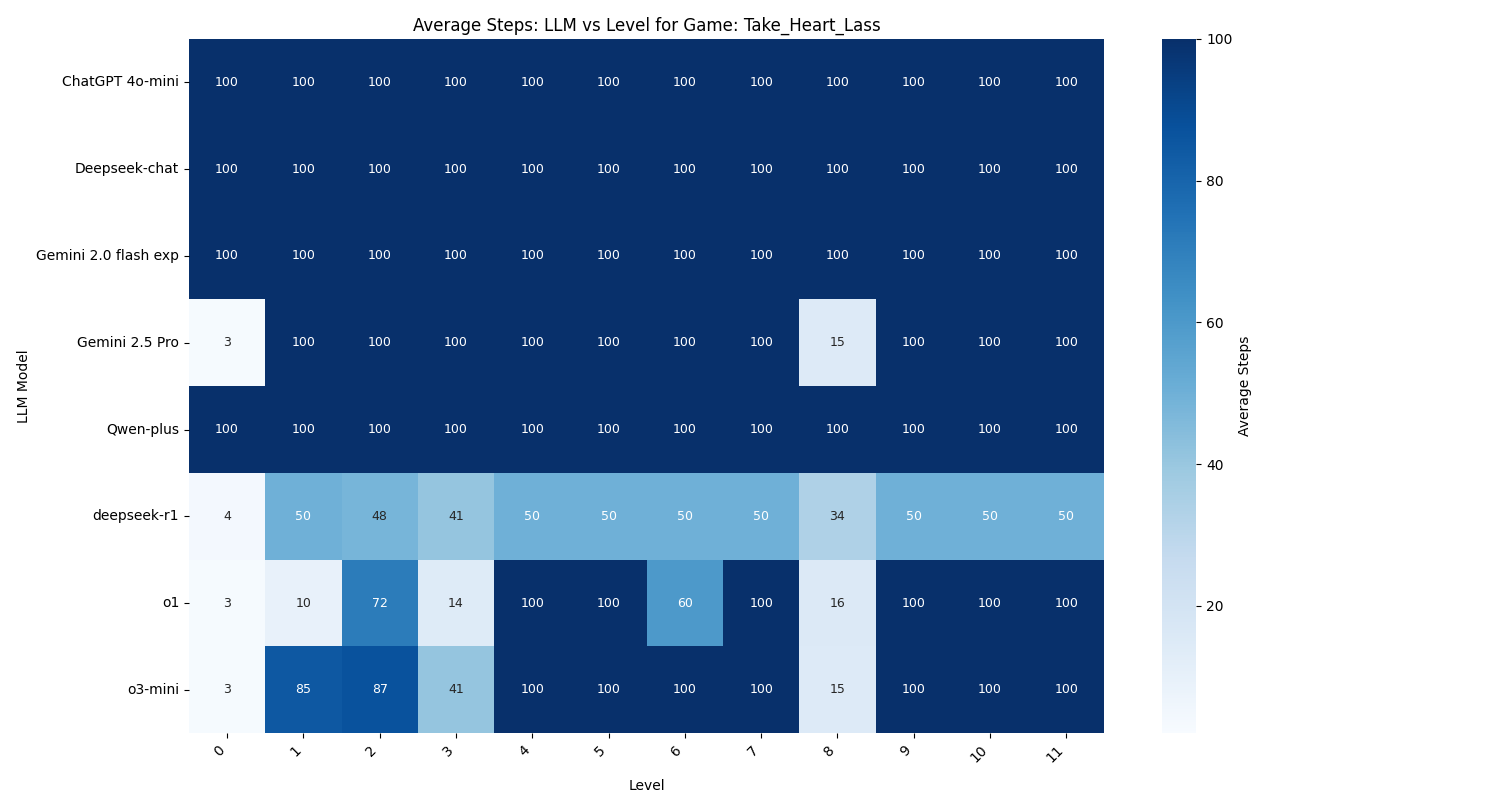 Average Steps: LLM vs Level for Game: Take_Heart_Lass
LLM Model
ChatGPT 4o-mini 100 100 100 100 100 100 100 100 100 100 100 100
Deepseek-chat 100 100 100 100 100 100 100 100 100 100 100 100
Gemini 2.0 flash exp 100 100 100 100 100 100 100 100 100 100 100 100
Gemini 2.5 Pro 3 100 100 100 100 100 100 100 15 100 100 100
Qwen-plus 100 100 100 100 100 100 100 100 100 100 100 100
deepseek-r1 4 50 48 41 50 50 50 50 34 50 50 50
o1 3 10 72 14 100 100 60 100 16 100 100 100
o3-mini 3 85 87 41 100 100 100 100 15 100 100 100
0 1 2 3 4 5 6 7 8 9 10 11
Level
100
80
60
40
20
Average Steps